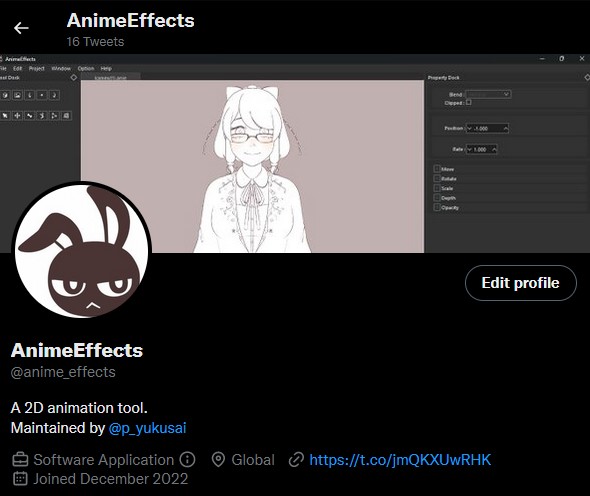 AnimeEffects
16 Tweets
AnimeEffects
File Edit Project Window Option Help
Tool Dock
Property Dock
Blend:
Clipped:
Position: -1.000
Rate: 1.000
Move
Rotate
Scale
Depth
Opacity
Edit profile
AnimeEffects
@anime_effects
A 2D animation tool.
Maintained by @p_yukusai
Software Application Global https://t.co/jmQKXUwRHK
Joined December 2022